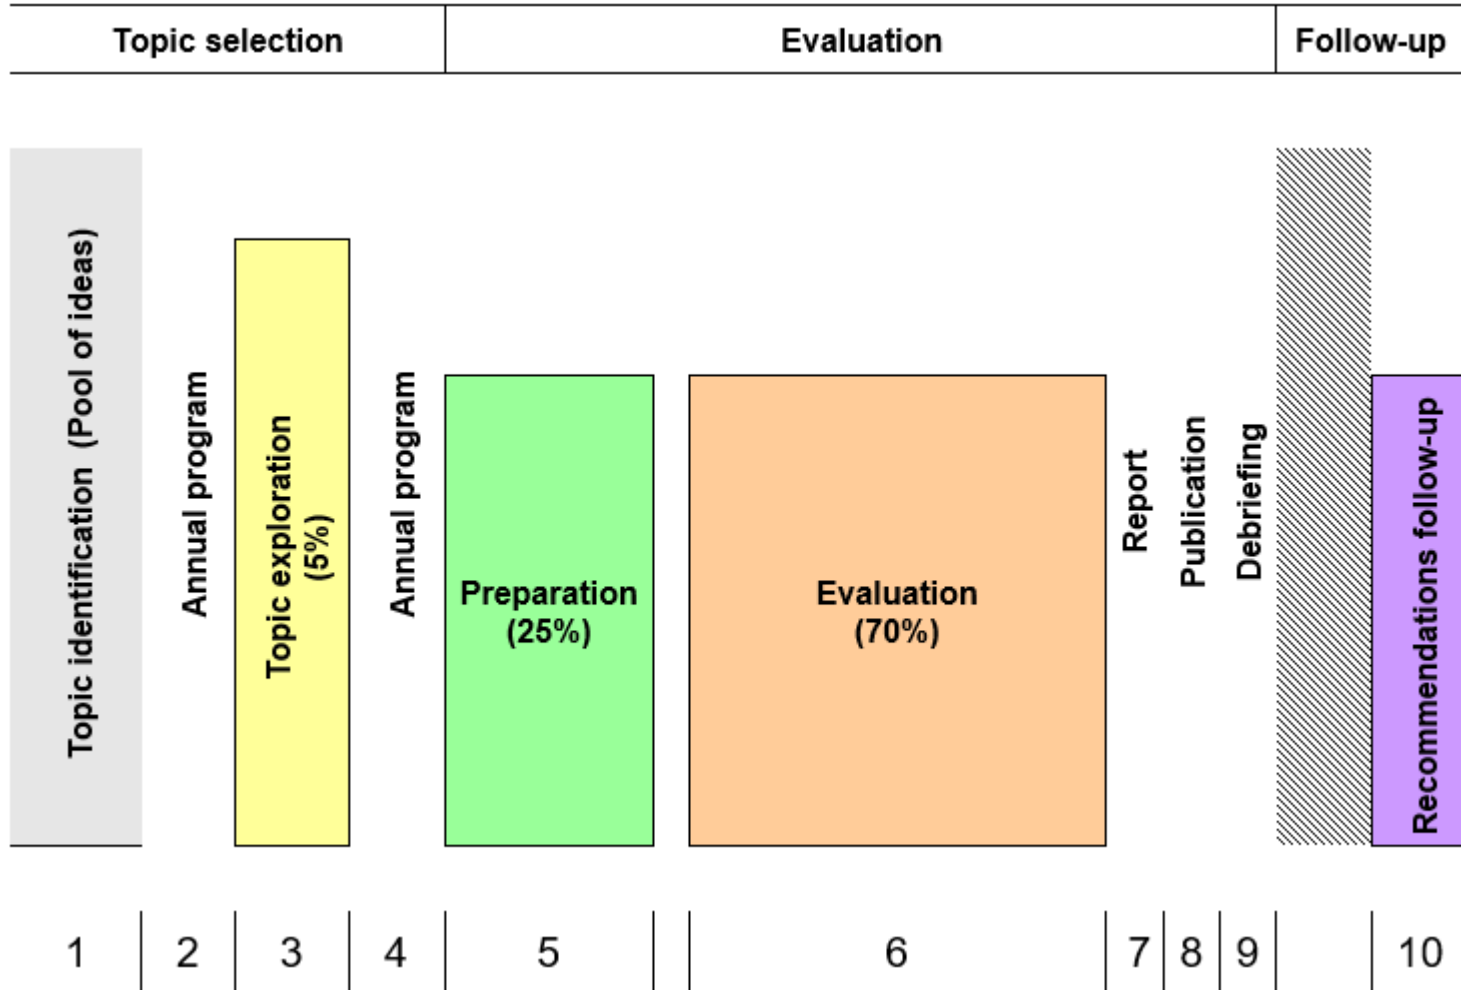 Topic selection
Evaluation
Follow-up
Topic identification (Pool of ideas)
Annual program
Topic exploration
(5%)
Annual program
Preparation
(25%)
Evaluation
(70%)
Report
Publication
Debriefing
Recommendations follow-up
1
2
3
4
5
6
7
8
9
10